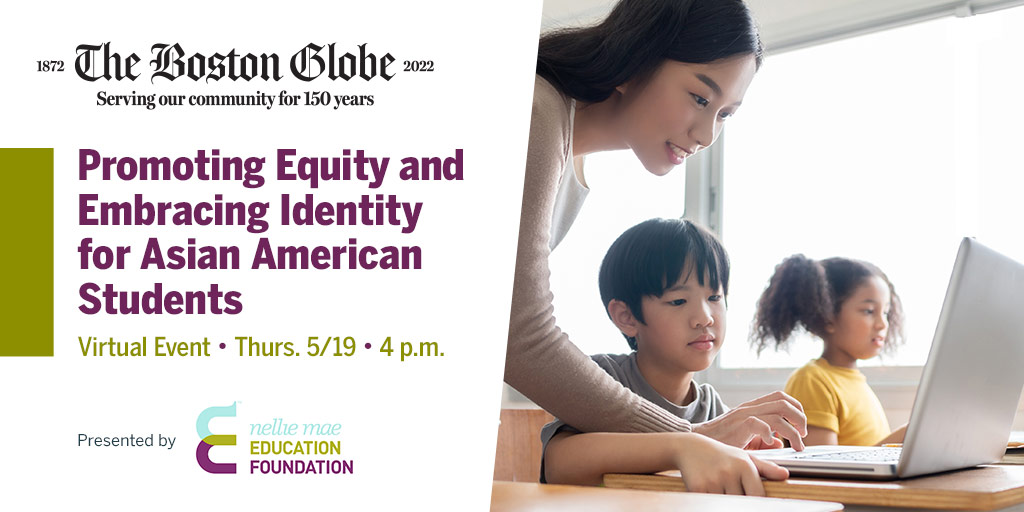 1872 The Boston Globe 2022
Serving our community for 150 years
Promoting Equity and
Embracing Identity
for Asian American
Students
Virtual Event • Thurs. 5/19 • 4 p.m.
Presented by
nellie mae
EDUCATION
FOUNDATION